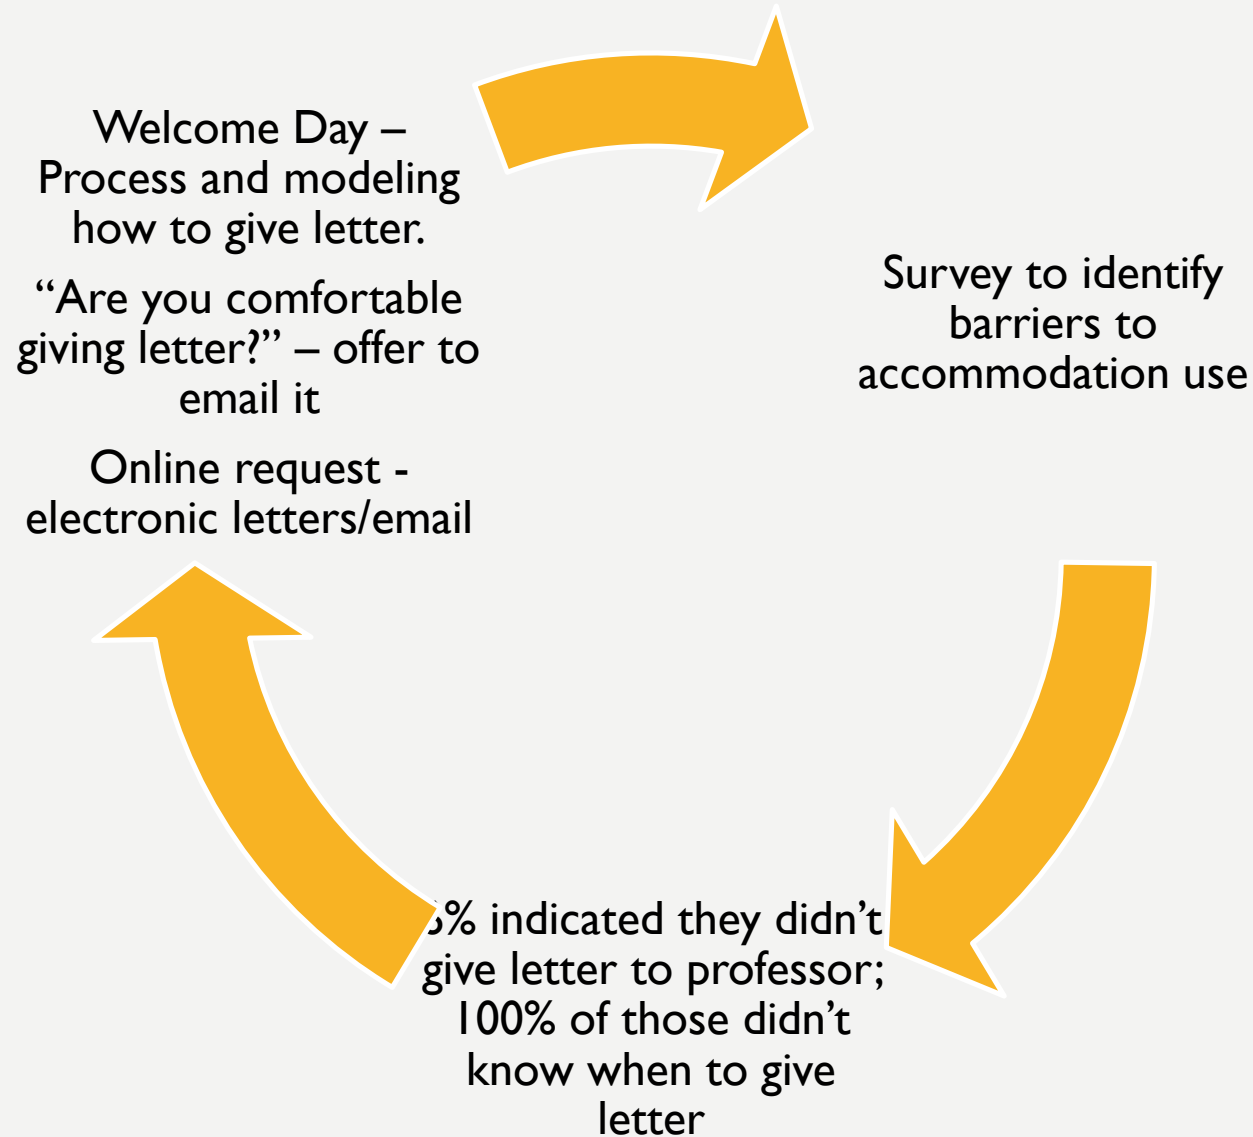 Welcome Day –
Process and modeling
how to give letter.
“Are you comfortable
giving letter?” – offer to
email it
Online request -
electronic letters/email
Survey to identify
barriers to
accommodation use
indicated they didn’t
give letter to professor;
100% of those didn’t
know when to give
letter